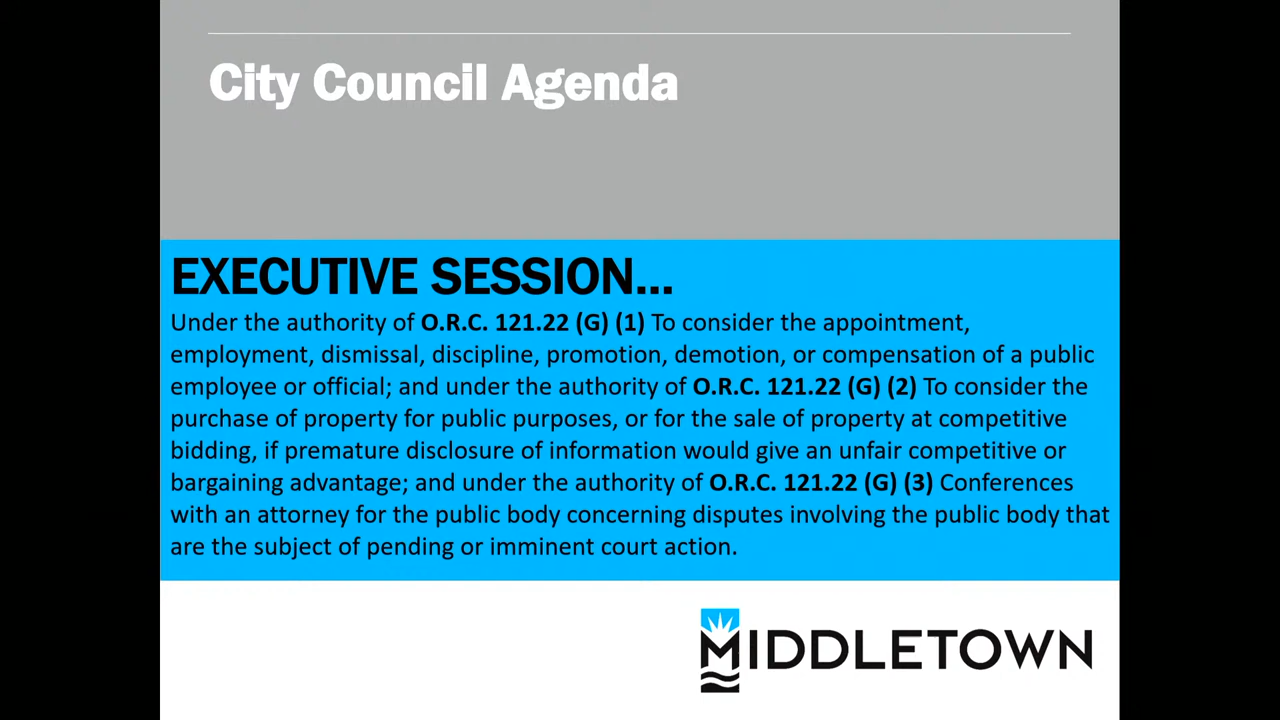 City Council Agenda
EXECUTIVE SESSION...
Under the authority of O.R.C. 121.22 (G) (1) To consider the appointment,
employment, dismissal, discipline, promotion, demotion, or compensation of a public
employee or official; and under the authority of O.R.C. 121.22 (G) (2) To consider the
purchase of property for public purposes, or for the sale of property at competitive
bidding, if premature disclosure of information would give an unfair competitive or
bargaining advantage; and under the authority of O.R.C. 121.22 (G) (3) Conferences
with an attorney for the public body concerning disputes involving the public body that
are the subject of pending or imminent court action.
MIDDLETOWN